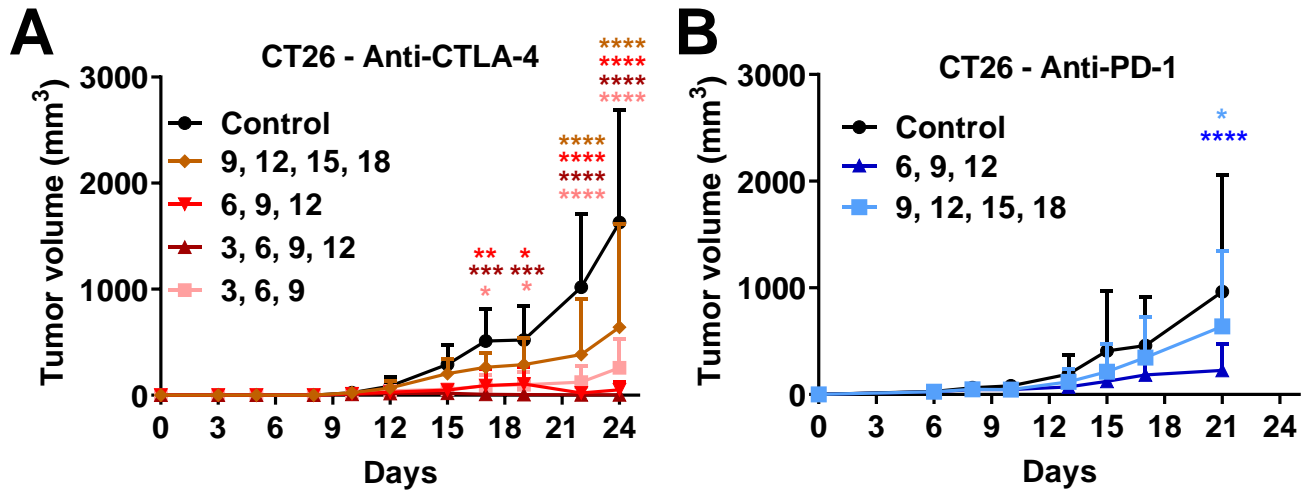 A
CT26 - Anti-CTLA-4
****
****
****
****
****
****
****
****
**
***
*
*
***
*
Tumor volume (mm³)
3000
2000
1000
0
Control
9, 12, 15, 18
6, 9, 12
3, 6, 9, 12
3, 6, 9
0 3 6 9 12 15 18 21 24
Days
B
CT26 - Anti-PD-1
*
****
Tumor volume (mm³)
3000
2000
1000
0
Control
6, 9, 12
9, 12, 15, 18
0 3 6 9 12 15 18 21 24
Days